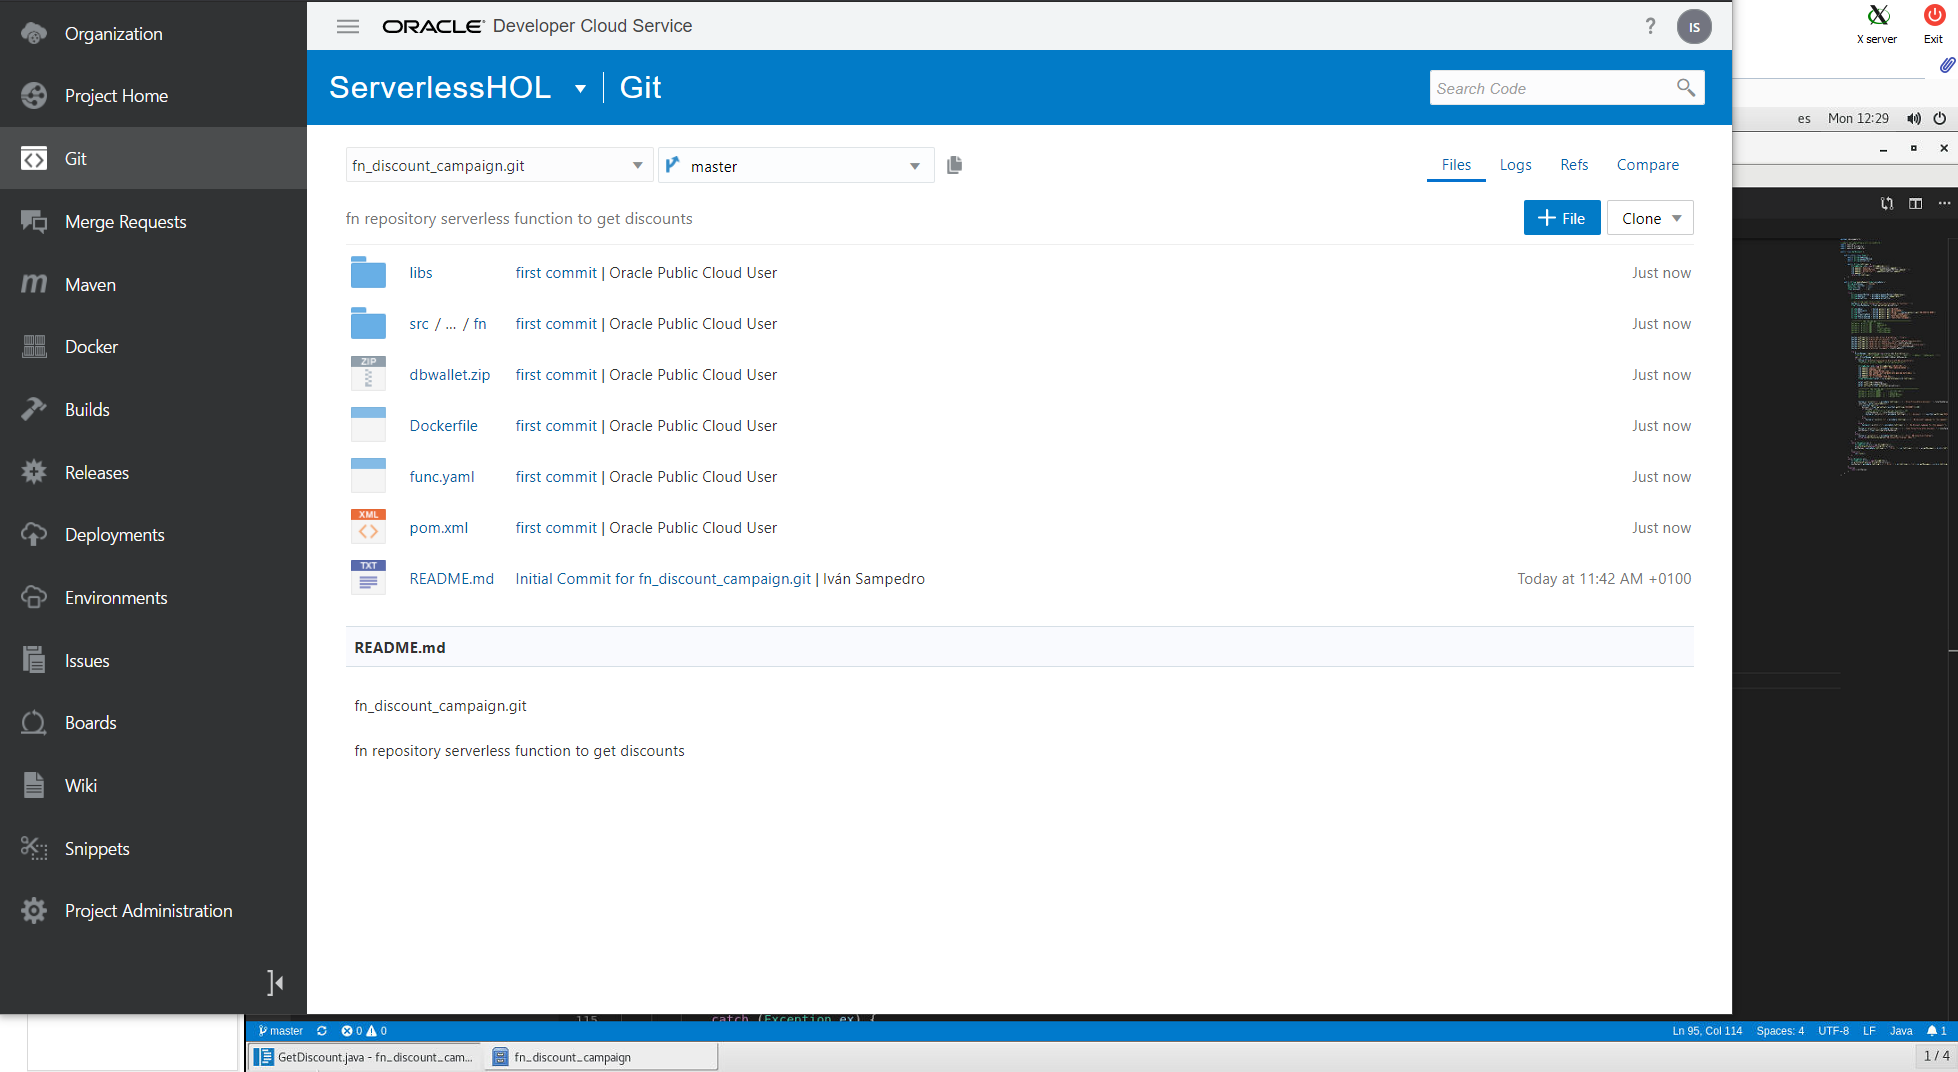 Organization
Project Home
Git
Merge Requests
Maven
Docker
Builds
Releases
Deployments
Environments
Issues
Boards
Wiki
Snippets
Project Administration
ORACLE Developer Cloud Service
? IS
ServerlessHOL Git
Search Code
fn_discount_campaign.git master
Files Logs Refs Compare
fn repository serverless function to get discounts
+ File Clone
libs first commit | Oracle Public Cloud User Just now
src / ... / fn first commit | Oracle Public Cloud User Just now
ZIP dbwallet.zip first commit | Oracle Public Cloud User Just now
Dockerfile first commit | Oracle Public Cloud User Just now
func.yaml first commit | Oracle Public Cloud User Just now
XML pom.xml first commit | Oracle Public Cloud User Just now
TXT README.md Initial Commit for fn_discount_campaign.git | Iván Sampedro Today at 11:42 AM +0100
README.md
fn_discount_campaign.git
fn repository serverless function to get discounts
X server Exit
es Mon 12:29
115 catch (Exception ex) {
master 0 0 Ln 95, Col 114 Spaces: 4 UTF-8 LF Java 1
GetDiscount.java - fn_discount_cam... fn_discount_campaign 1 / 4